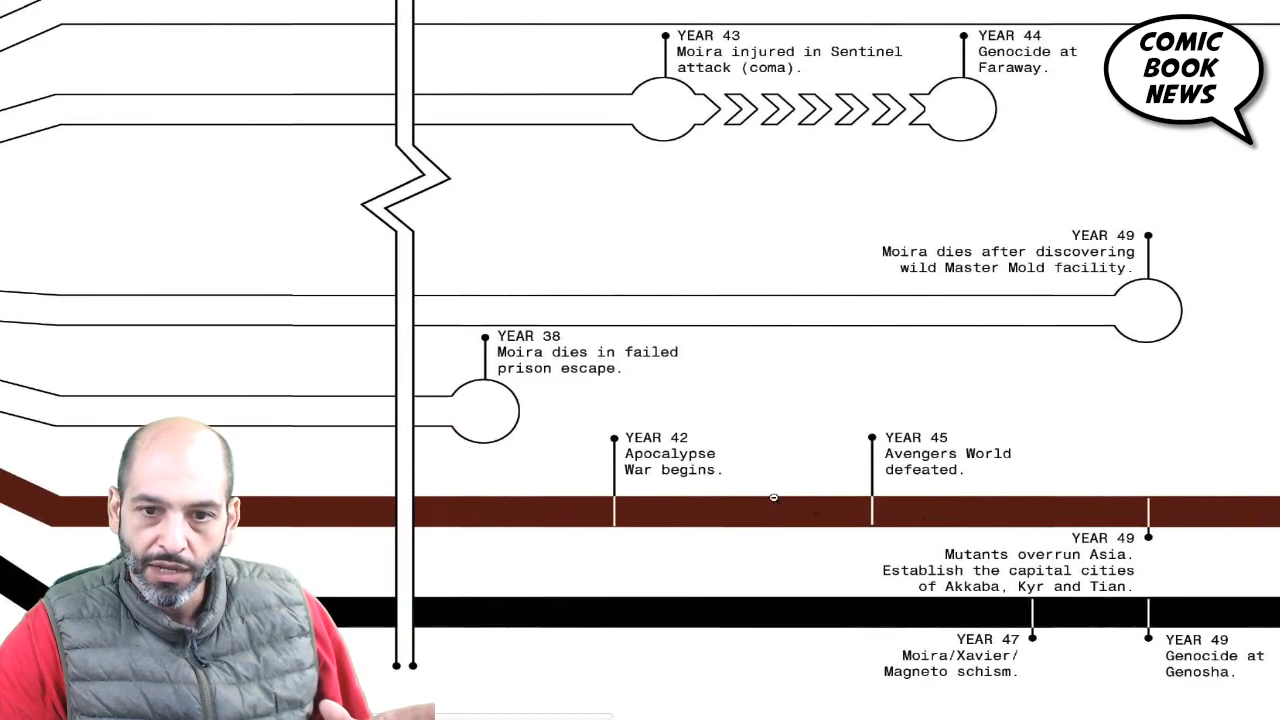 YEAR 43
Moira injured in Sentinel
attack (coma).
YEAR 44
Genocide at
Faraway.
COMIC
BOOK
NEWS
YEAR 49
Moira dies after discovering
wild Master Mold facility.
YEAR 38
Moira dies in failed
prison escape.
YEAR 42
Apocalypse
War begins.
YEAR 45
Avengers World
defeated.
YEAR 49
Mutants overrun Asia.
Establish the capital cities
of Akkaba, Kyr and Tian.
YEAR 47
Moira/Xavier/
Magneto schism.
YEAR 49
Genocide at
Genosha.